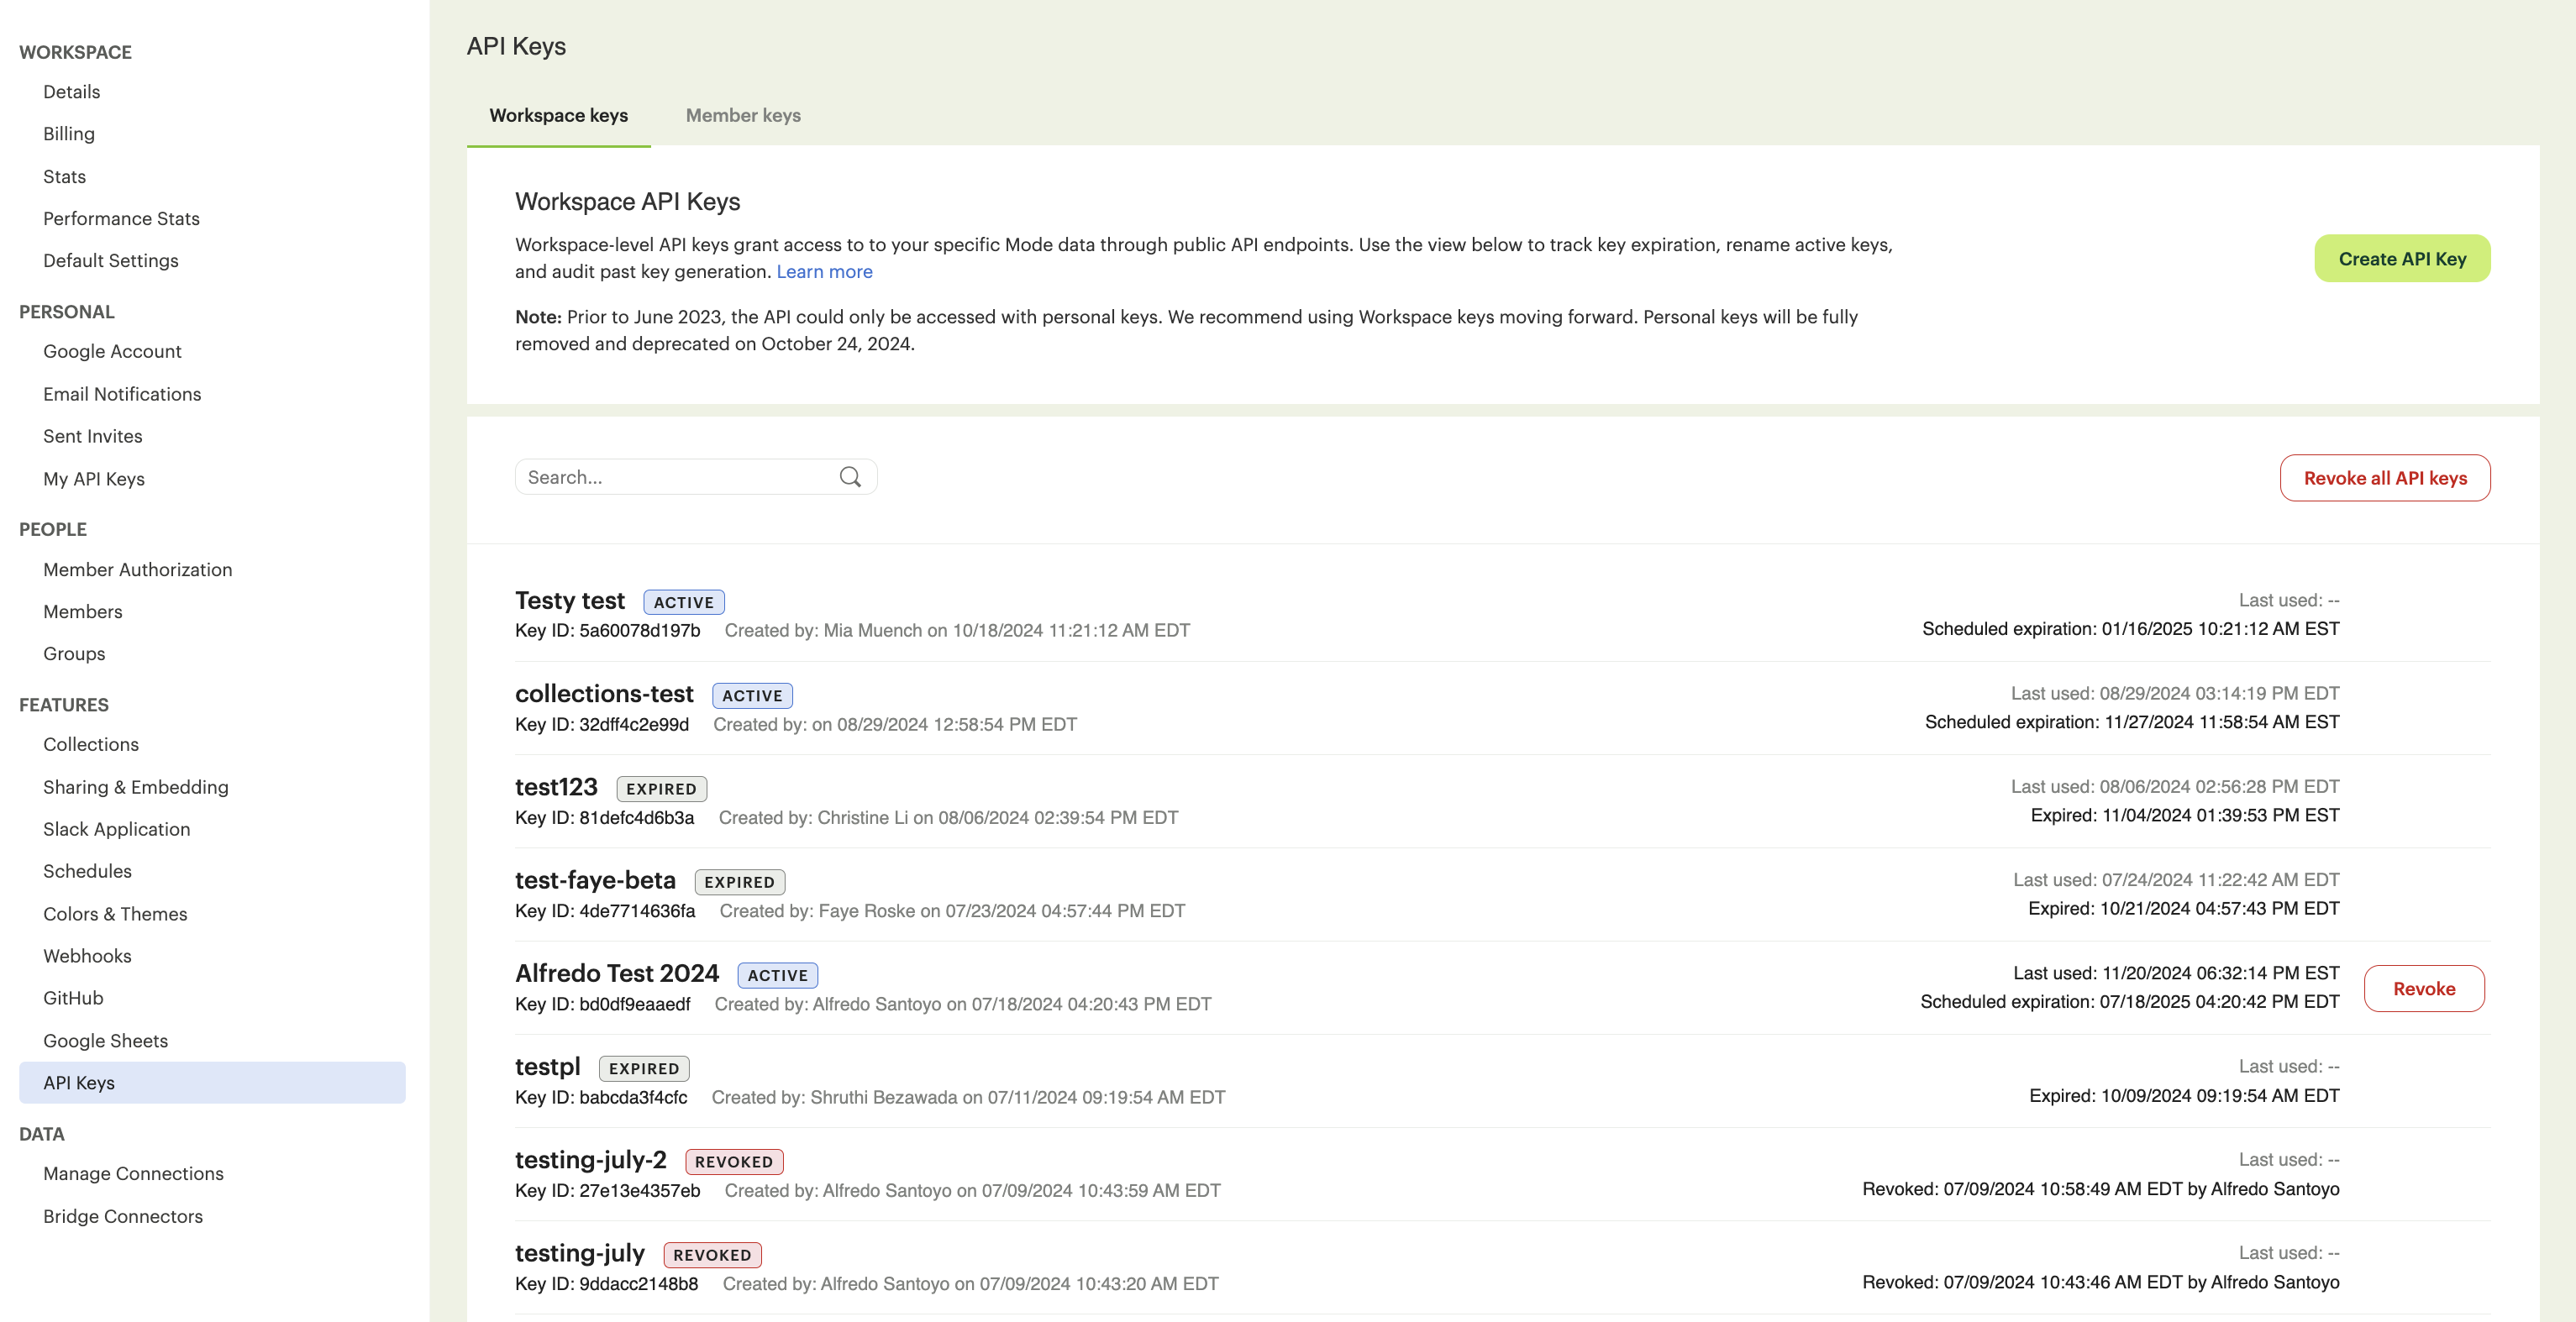 WORKSPACE
Details
Billing
Stats
Performance Stats
Default Settings
PERSONAL
Google Account
Email Notifications
Sent Invites
My API Keys
PEOPLE
Member Authorization
Members
Groups
FEATURES
Collections
Sharing & Embedding
Slack Application
Schedules
Colors & Themes
Webhooks
GitHub
Google Sheets
API Keys
DATA
Manage Connections
Bridge Connectors
API Keys
Workspace keys Member keys
Workspace API Keys
Workspace-level API keys grant access to to your specific Mode data through public API endpoints. Use the view below to track key expiration, rename active keys,
and audit past key generation. Learn more
Create API Key
Note: Prior to June 2023, the API could only be accessed with personal keys. We recommend using Workspace keys moving forward. Personal keys will be fully
removed and deprecated on October 24, 2024.
Search...
Revoke all API keys
Testy test ACTIVE
Last used: --
Key ID: 5a60078d197b Created by: Mia Muench on 10/18/2024 11:21:12 AM EDT
Scheduled expiration: 01/16/2025 10:21:12 AM EST
collections-test ACTIVE
Last used: 08/29/2024 03:14:19 PM EDT
Key ID: 32dff4c2e99d Created by: on 08/29/2024 12:58:54 PM EDT
Scheduled expiration: 11/27/2024 11:58:54 AM EST
test123 EXPIRED
Last used: 08/06/2024 02:56:28 PM EDT
Key ID: 81defc4d6b3a Created by: Christine Li on 08/06/2024 02:39:54 PM EDT
Expired: 11/04/2024 01:39:53 PM EST
test-faye-beta EXPIRED
Last used: 07/24/2024 11:22:42 AM EDT
Key ID: 4de7714636fa Created by: Faye Roske on 07/23/2024 04:57:44 PM EDT
Expired: 10/21/2024 04:57:43 PM EDT
Alfredo Test 2024 ACTIVE
Last used: 11/20/2024 06:32:14 PM EST
Key ID: bd0df9eaaedf Created by: Alfredo Santoyo on 07/18/2024 04:20:43 PM EDT
Scheduled expiration: 07/18/2025 04:20:42 PM EDT
Revoke
testpl EXPIRED
Last used: --
Key ID: babcda3f4cfc Created by: Shruthi Bezawada on 07/11/2024 09:19:54 AM EDT
Expired: 10/09/2024 09:19:54 AM EDT
testing-july-2 REVOKED
Last used: --
Key ID: 27e13e4357eb Created by: Alfredo Santoyo on 07/09/2024 10:43:59 AM EDT
Revoked: 07/09/2024 10:58:49 AM EDT by Alfredo Santoyo
testing-july REVOKED
Last used: --
Key ID: 9ddacc2148b8 Created by: Alfredo Santoyo on 07/09/2024 10:43:20 AM EDT
Revoked: 07/09/2024 10:43:46 AM EDT by Alfredo Santoyo